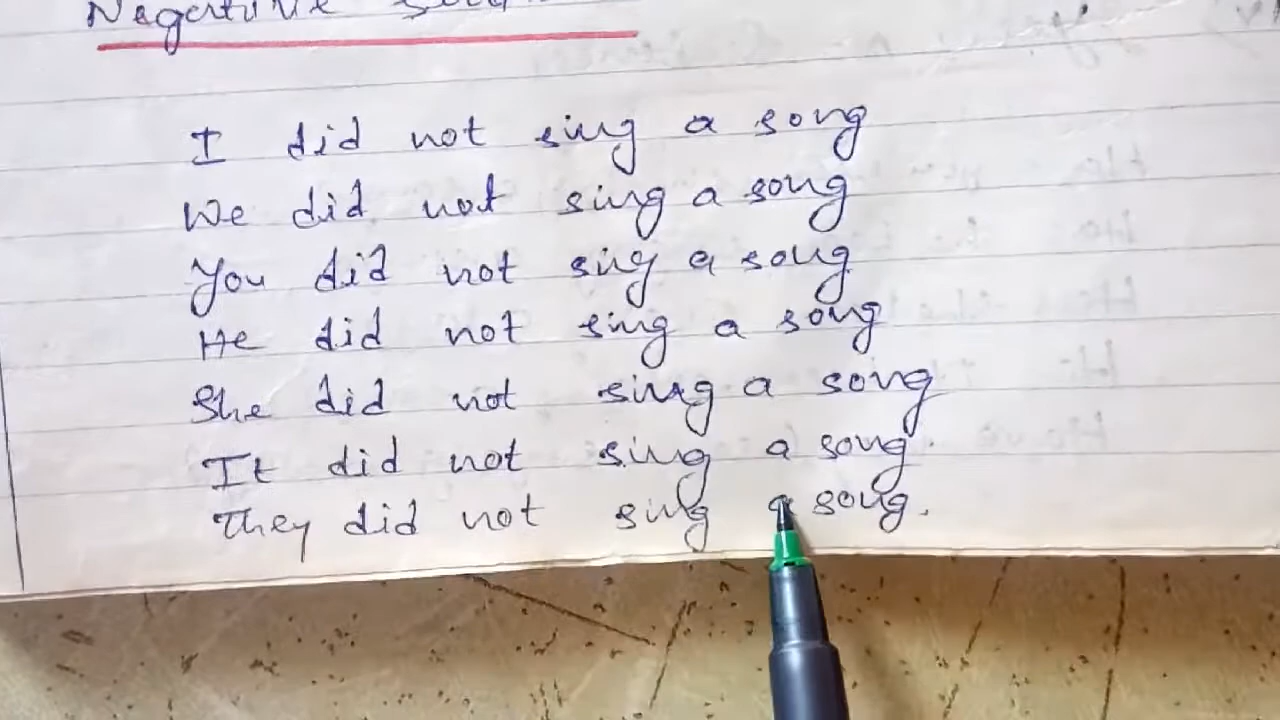 Negertive
I did not sing a song
We did not sing a song
You did not sing a song
He did not sing a song
She did not sing a song
It did not sing a song.
They did not sing a song.